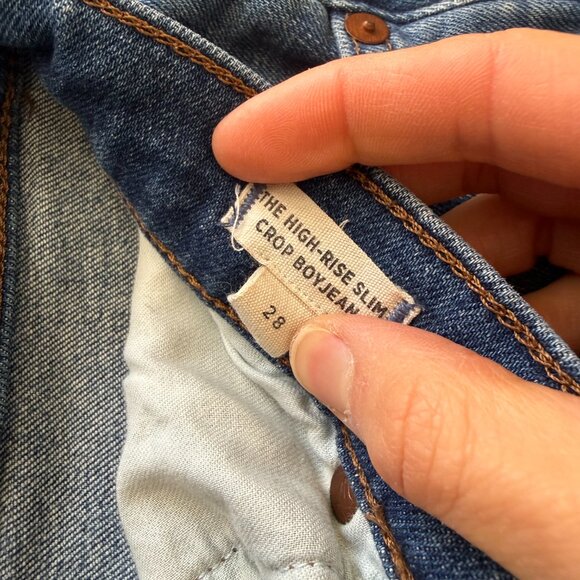 THE HIGH-RISE SLIM
CROP BOYJEAN
28